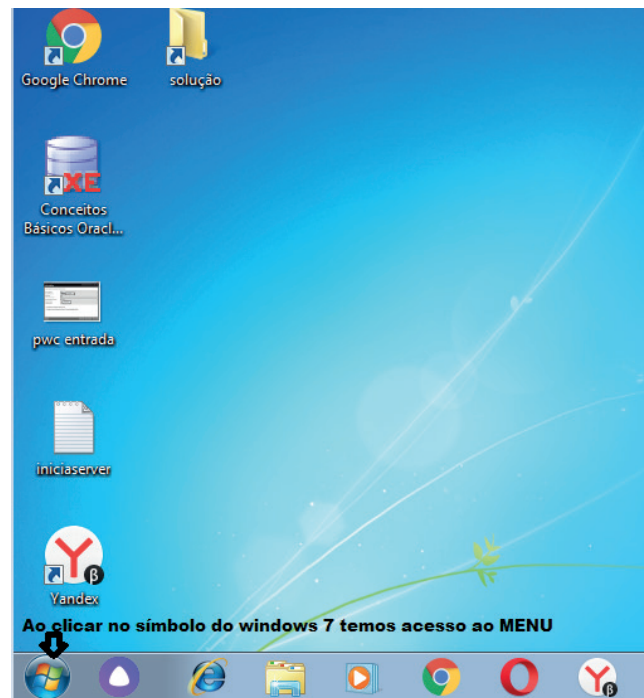 Google Chrome
solução
XE
Conceitos
Básicos Oracl...
pwc entrada
iniciaserver
Y
β
Yandex
Ao clicar no símbolo do windows 7 temos acesso ao MENU
Y
β